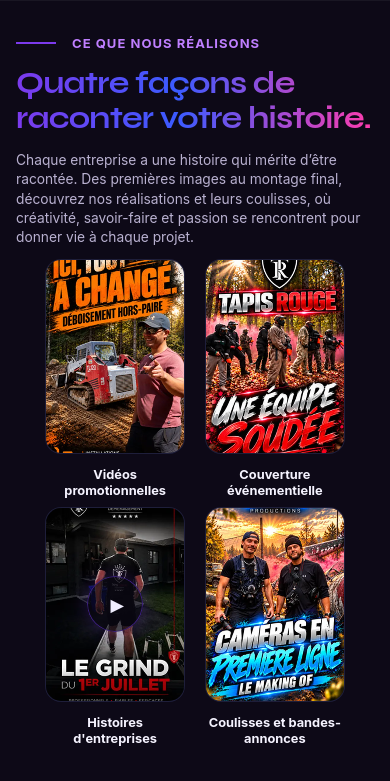 CE QUE NOUS RÉALISONS
Quatre façons de
raconter votre histoire.
Chaque entreprise a une histoire qui mérite d'être
racontée. Des premières images au montage final,
découvrez nos réalisations et leurs coulisses, où
créativité, savoir-faire et passion se rencontrent pour
donner vie à chaque projet.
ICI, TOUT
A CHANGÉ.
DÉBOISEMENT HORS-PAIRE
Vidéos
promotionnelles
TAPIS ROUGE
UNE ÉQUIPE
SOUDÉE
Couverture
événementielle
DÉMÉNAGEMENT
LE GRIND
DU 1ER JUILLET
Histoires
d'entreprises
PRODUCTIONS
CAMÉRAS EN
PREMIÈRE LIGNE
LE MAKING OF
Coulisses et bandes-
annonces